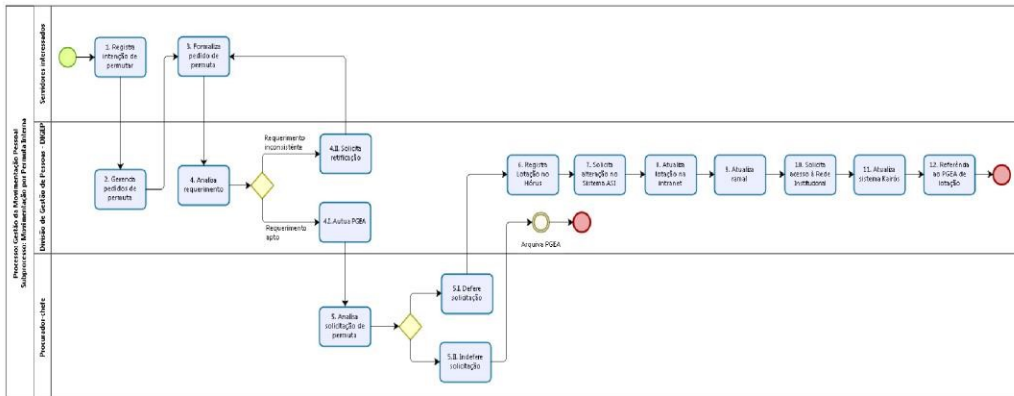 Processo: Gestão da Movimentação Pessoal
Subprocesso: Movimentação por Permuta Interna
Servidores interessados
1. Registra
intenção de
permutar
3. Formaliza
pedido de
permuta
Divisão de Gestão de Pessoas - DIGEP
2. Gerencia
pedidos de
permuta
4. Analisa
requerimento
Requerimento
inconsistente
4.II. Solicita
retificação
Requerimento
apto
4.I. Autua PGEA
6. Registra
Lotação no
Hórus
7. Solicita
alteração no
Sistema ASI
8. Atualiza
lotação na
intranet
9. Atualiza
ramal
10. Solicita
acesso à Rede
Institucional
11. Atualiza
sistema Kairós
12. Referência
ao PGEA de
lotação
Arquiva PGEA
Procurador-chefe
5. Analisa
solicitação de
permuta
5.I. Defere
solicitação
5.II. Indefere
solicitação